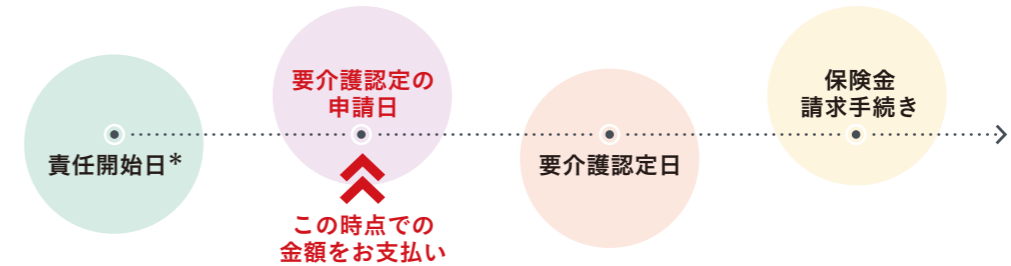 責任開始日*
要介護認定の
申請日
この時点での
金額をお支払い
要介護認定日
保険金
請求手続き